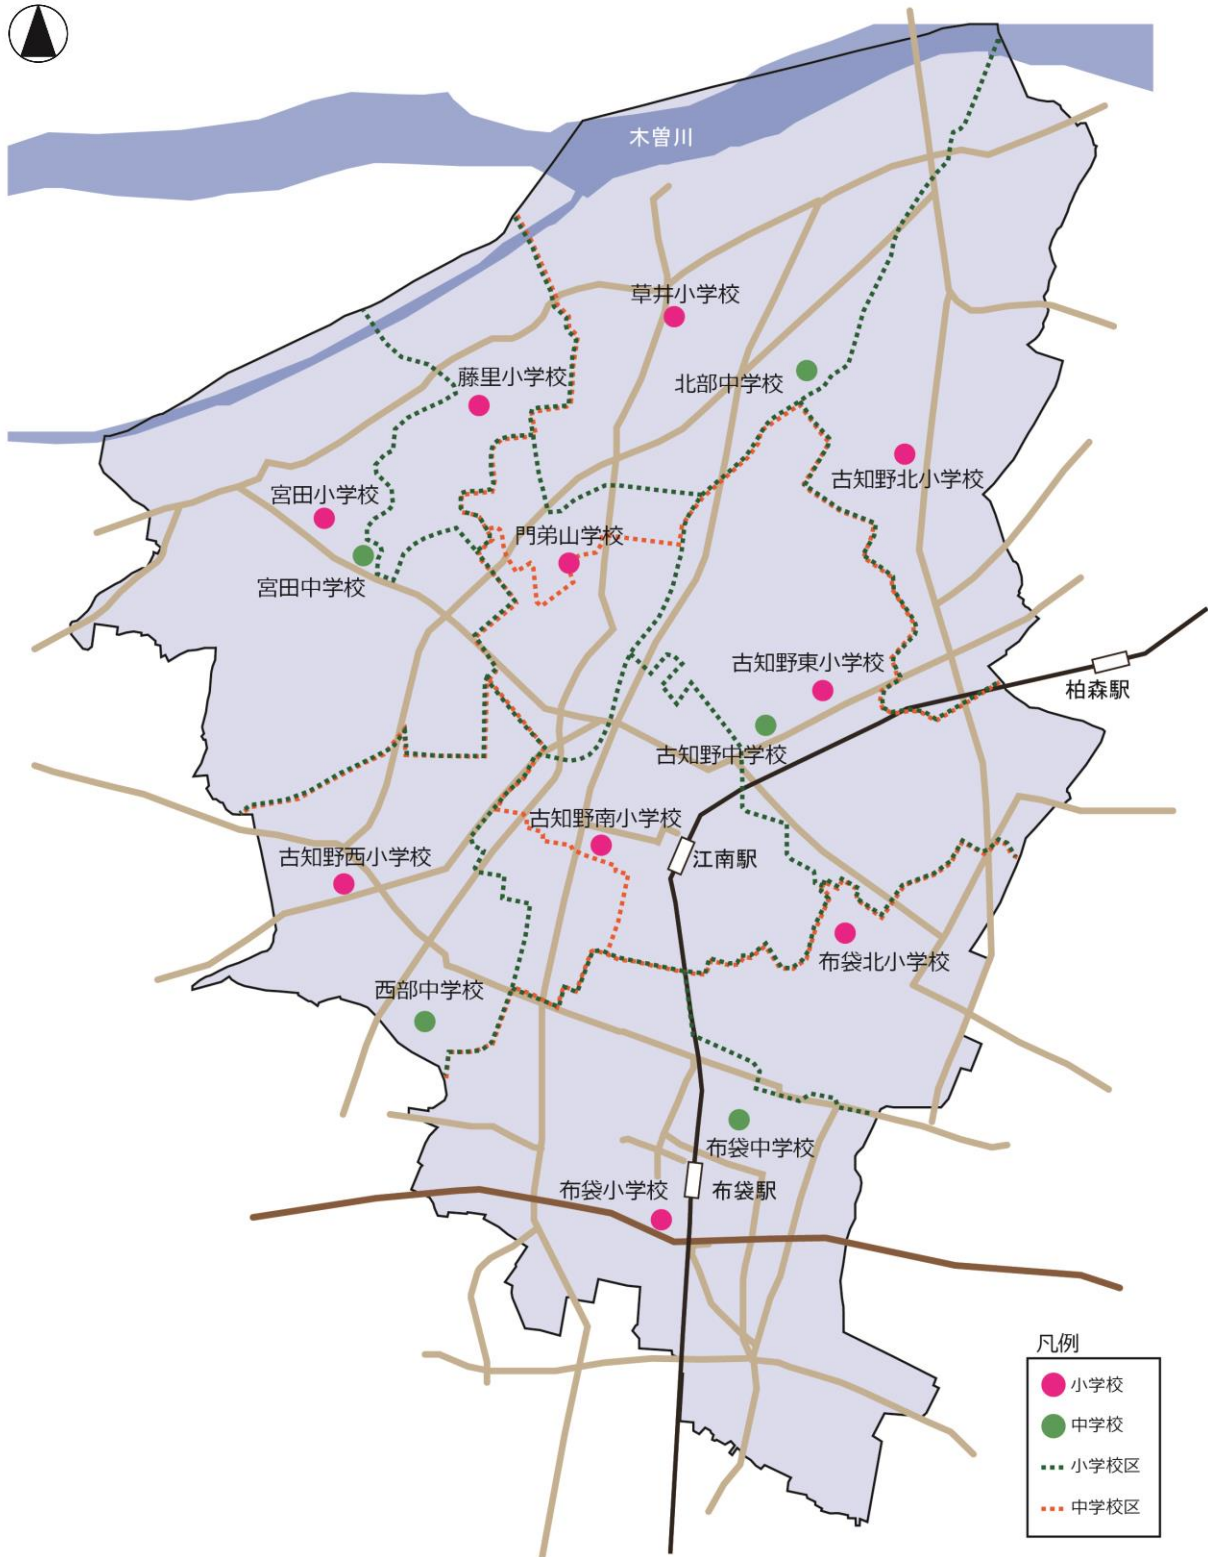 木曽川
草井小学校
藤里小学校
北部中学校
古知野北小学校
宮田小学校
門弟山学校
宮田中学校
古知野東小学校
柏森駅
古知野中学校
古知野南小学校
古知野西小学校
江南駅
布袋北小学校
西部中学校
布袋中学校
布袋小学校
布袋駅
凡例
小学校
中学校
小学校区
中学校区